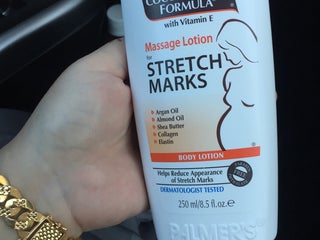 FORMULA®
with Vitamin E
Massage Lotion
for
STRETCH
MARKS
Argan Oil
Almond Oil
Shea Butter
Collagen
Elastin
BODY LOTION
Helps Reduce Appearance
of Stretch Marks
DERMATOLOGIST TESTED
250 ml/8.5 fl.oz.e
PALMER'S